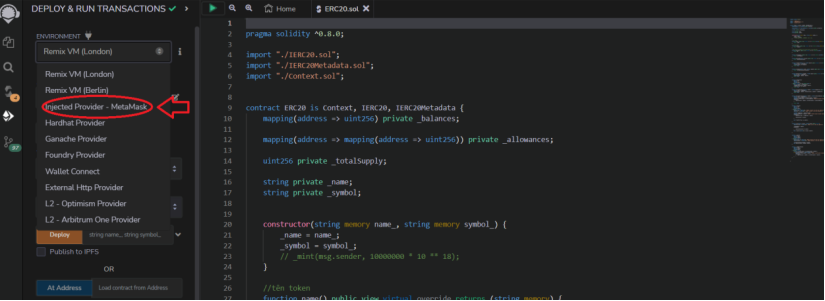 DEPLOY & RUN TRANSACTIONS
ENVIRONMENT
Remix VM (London)
Remix VM (London)
Remix VM (Berlin)
Injected Provider - MetaMask
Hardhat Provider
Ganache Provider
Foundry Provider
Wallet Connect
External Http Provider
L2 - Optimism Provider
L2 - Arbitrum One Provider
Deploy
string name_, string symbol_
Publish to IPFS
OR
At Address
Load contract from Address
Home
ERC20.sol
1
2 pragma solidity ^0.8.0;
3
4 import "./IERC20.sol";
5 import "./IERC20Metadata.sol";
6 import "./Context.sol";
7
8
9 contract ERC20 is Context, IERC20, IERC20Metadata {
10 mapping(address => uint256) private _balances;
11
12 mapping(address => mapping(address => uint256)) private _allowances;
13
14 uint256 private _totalSupply;
15
16 string private _name;
17 string private _symbol;
18
19
20 constructor(string memory name_, string memory symbol_) {
21 _name = name_;
22 _symbol = symbol_;
23 // _mint(msg.sender, 10000000 * 10 ** 18);
24 }
25
26 //tên token
27 function name() public view virtual override returns (string memory) {